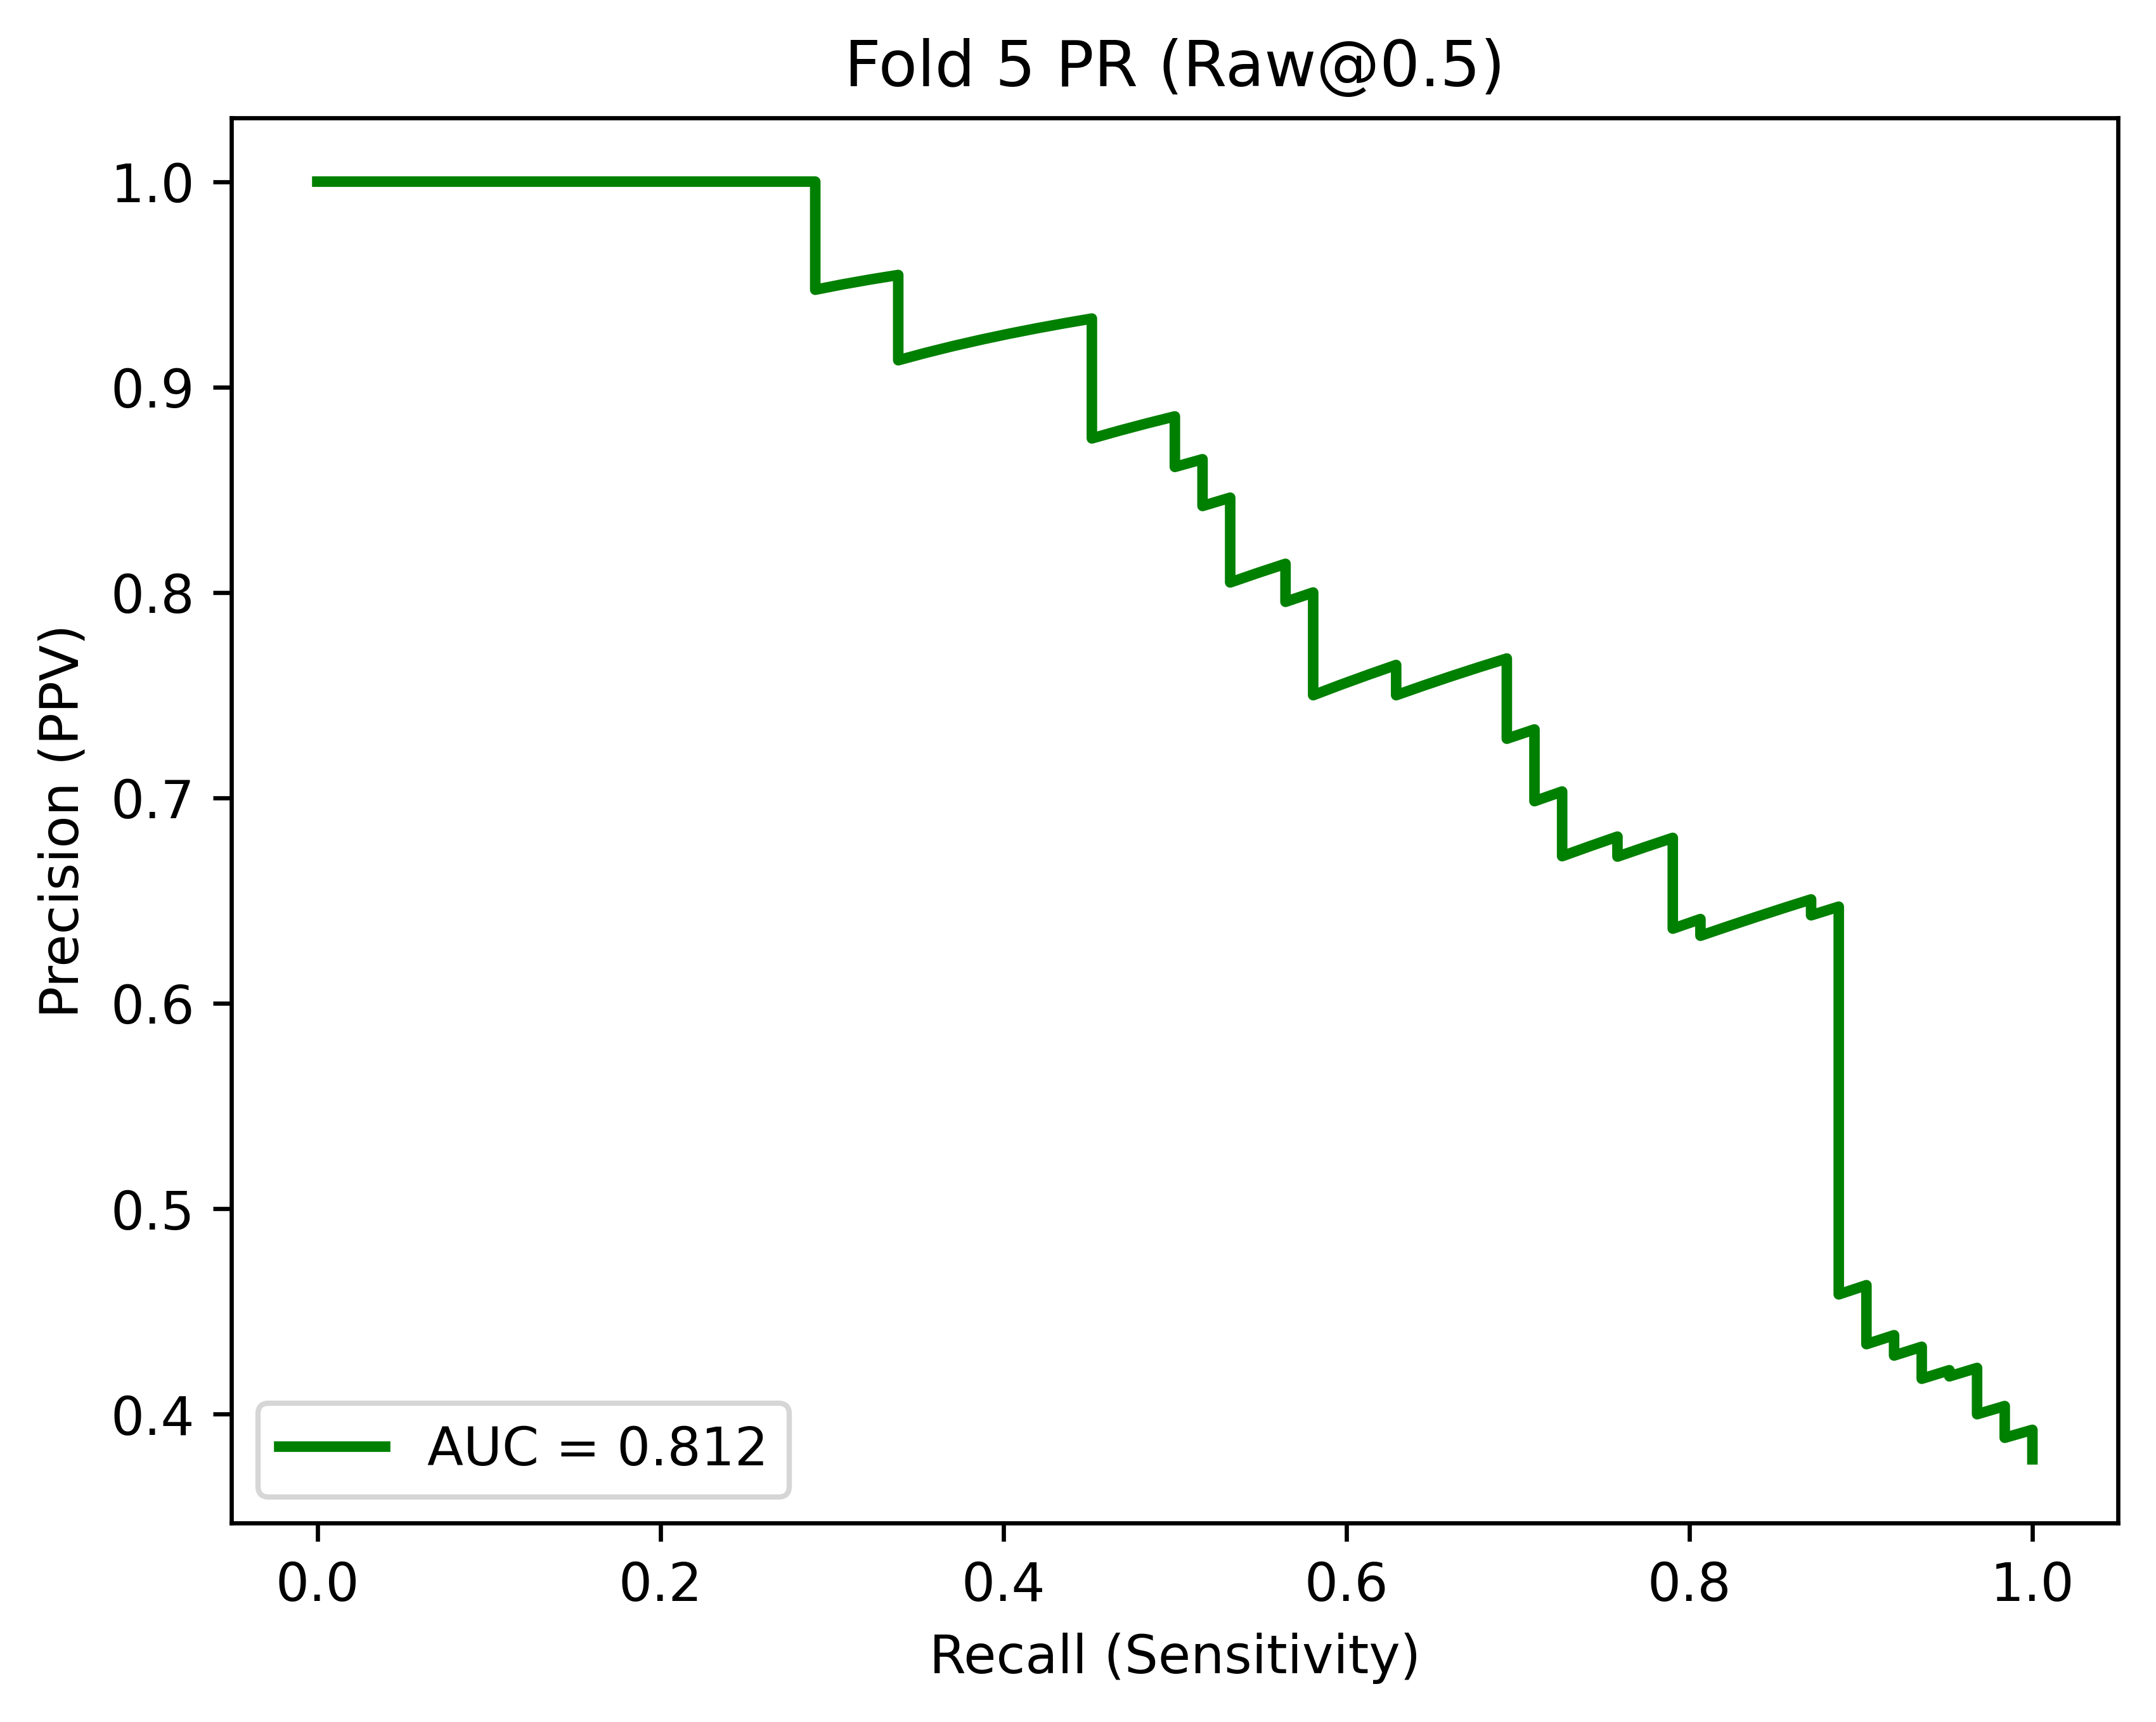 Fold 5 PR (Raw@0.5)
Precision (PPV)
1.0
0.9
0.8
0.7
0.6
0.5
0.4
AUC = 0.812
0.0 0.2 0.4 0.6 0.8 1.0
Recall (Sensitivity)